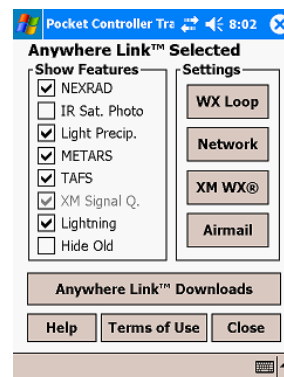 Pocket Controller Tra 8:02
Anywhere Link™ Selected
Show Features
NEXRAD
IR Sat. Photo
Light Precip.
METARS
TAFS
XM Signal Q.
Lightning
Hide Old
Settings
WX Loop
Network
XM WX®
Airmail
Anywhere Link™ Downloads
Help Terms of Use Close